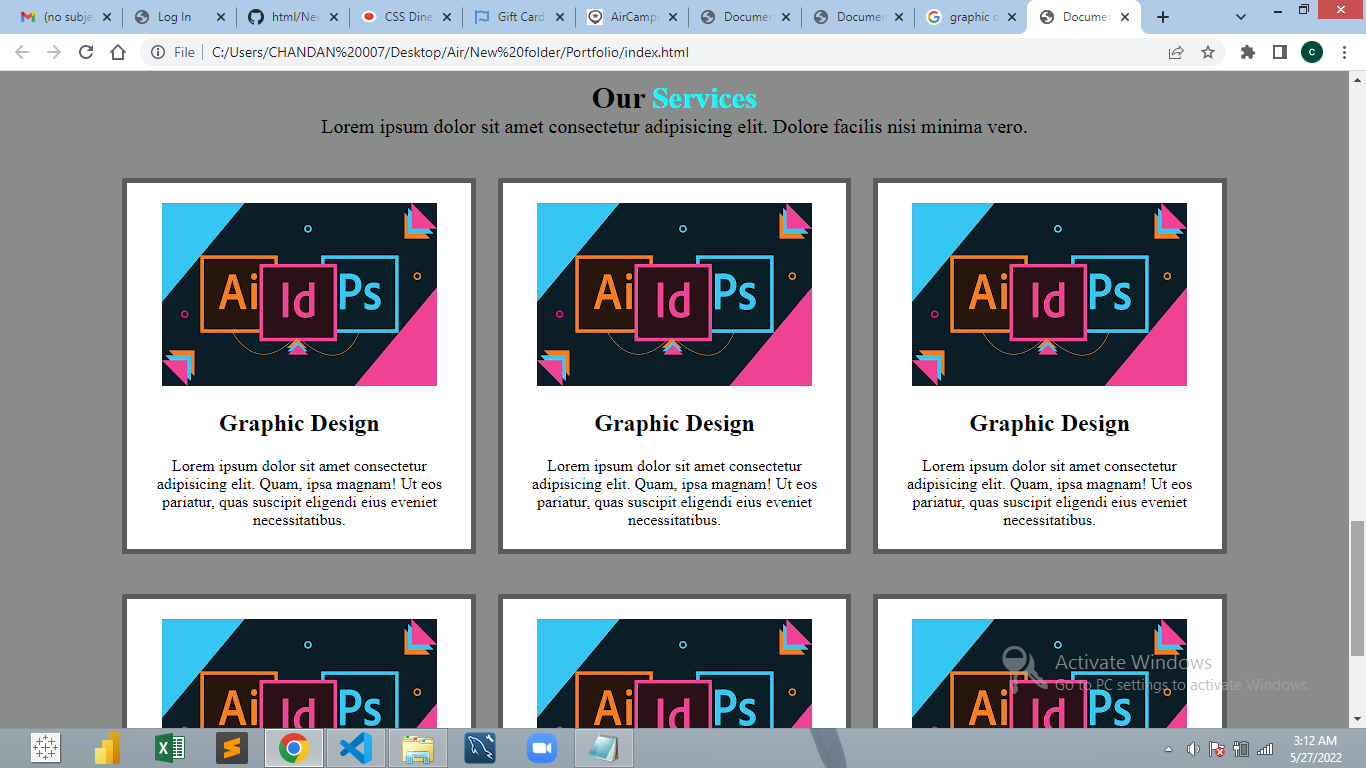 (no subje
Log In
html/New
CSS Dine
Gift Card
AirCamp
Documen
Documen
graphic d
Documen
File
C:/Users/CHANDAN%20007/Desktop/Air/New%20folder/Portfolio/index.html
C
Our Services
Lorem ipsum dolor sit amet consectetur adipisicing elit. Dolore facilis nisi minima vero.
Ai Id Ps
Ai Id Ps
Ai Id Ps
Graphic Design
Lorem ipsum dolor sit amet consectetur
adipisicing elit. Quam, ipsa magnam! Ut eos
pariatur, quas suscipit eligendi eius eveniet
necessitatibus.
Graphic Design
Lorem ipsum dolor sit amet consectetur
adipisicing elit. Quam, ipsa magnam! Ut eos
pariatur, quas suscipit eligendi eius eveniet
necessitatibus.
Graphic Design
Lorem ipsum dolor sit amet consectetur
adipisicing elit. Quam, ipsa magnam! Ut eos
pariatur, quas suscipit eligendi eius eveniet
necessitatibus.
Ai Id Ps
Ai Id Ps
Ai Id Ps
Activate Windows
Go to PC settings to activate Windows.
3:12 AM
5/27/2022